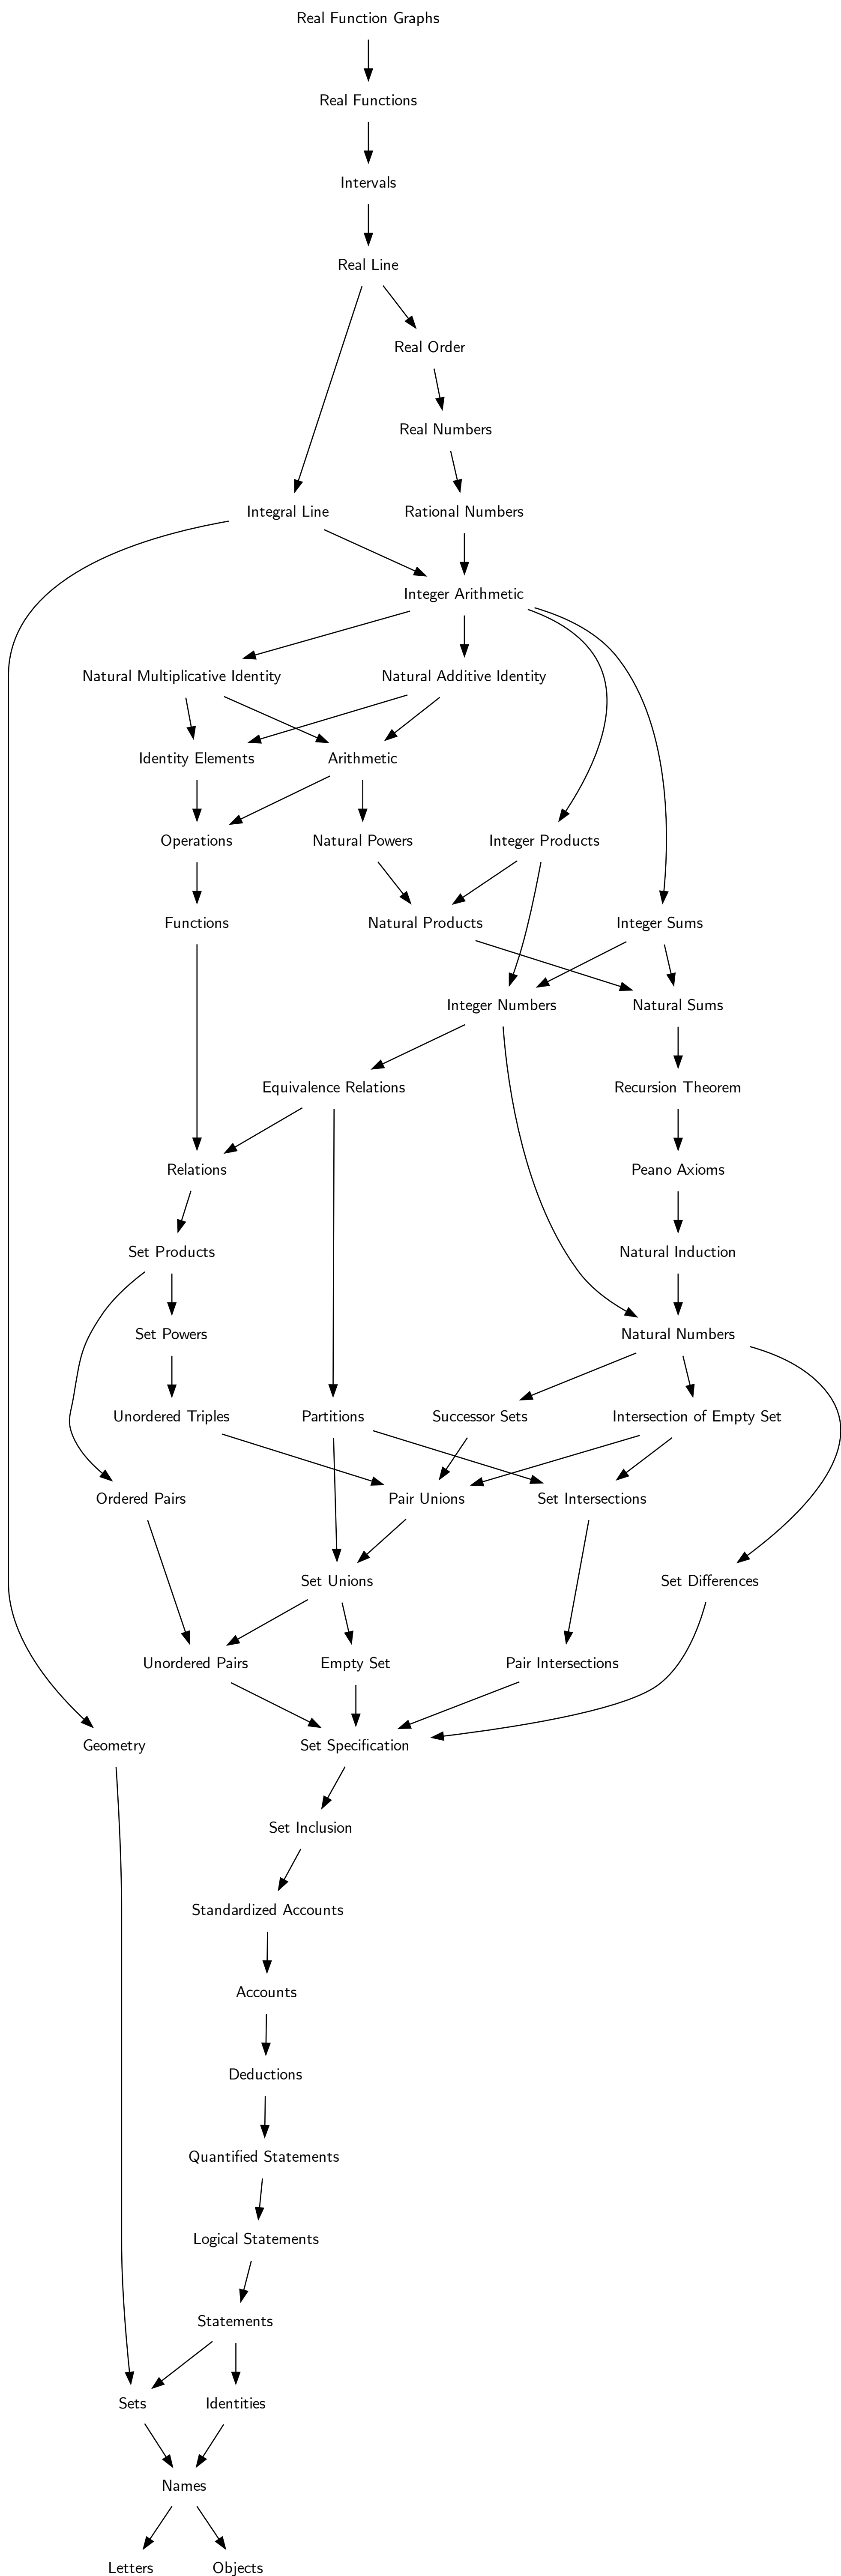 Real Function Graphs
Real Functions
Intervals
Real Line
Real Order
Real Numbers
Integral Line
Rational Numbers
Integer Arithmetic
Natural Multiplicative Identity
Natural Additive Identity
Identity Elements
Arithmetic
Operations
Natural Powers
Integer Products
Functions
Natural Products
Integer Sums
Integer Numbers
Natural Sums
Equivalence Relations
Recursion Theorem
Relations
Peano Axioms
Set Products
Natural Induction
Set Powers
Natural Numbers
Unordered Triples
Partitions
Successor Sets
Intersection of Empty Set
Ordered Pairs
Pair Unions
Set Intersections
Set Unions
Set Differences
Unordered Pairs
Empty Set
Pair Intersections
Geometry
Set Specification
Set Inclusion
Standardized Accounts
Accounts
Deductions
Quantified Statements
Logical Statements
Statements
Sets
Identities
Names
Letters
Objects